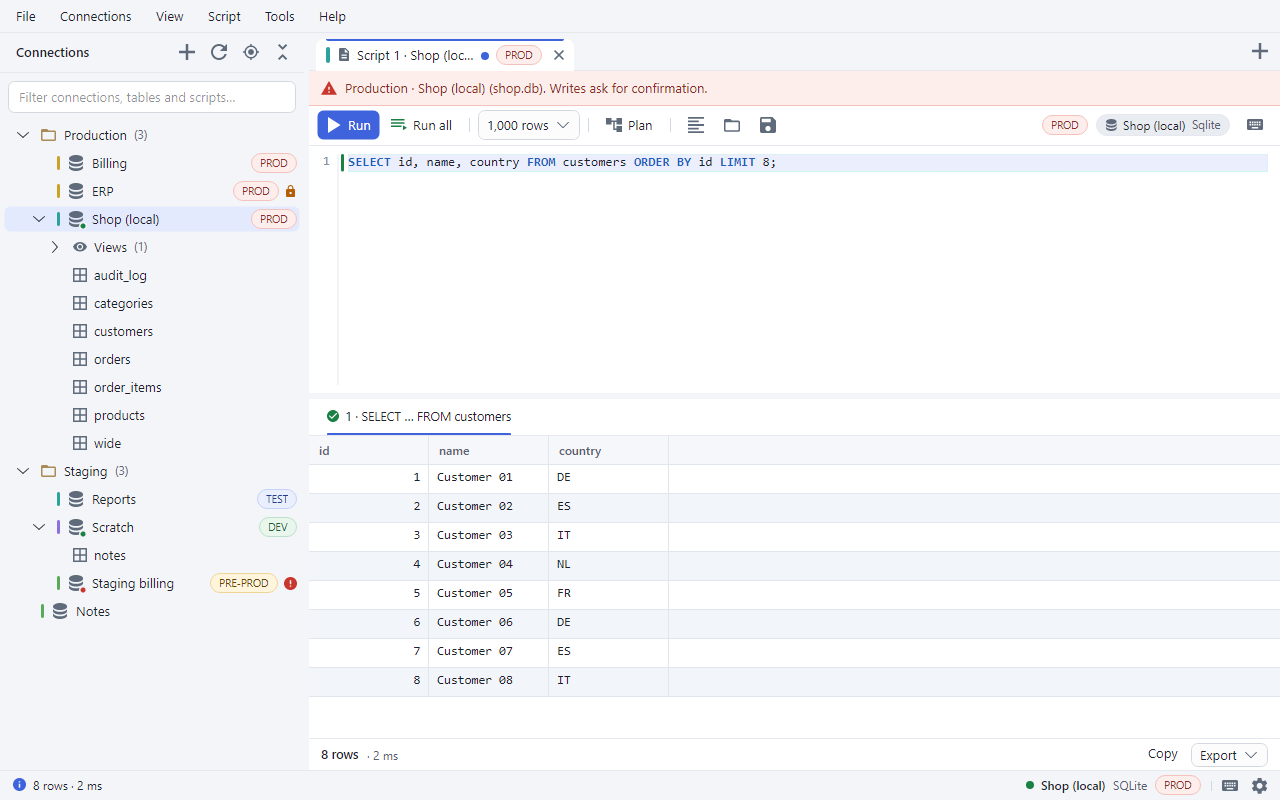 File Connections View Script Tools Help
Connections
Filter connections, tables and scripts...
Production (3)
Billing PROD
ERP PROD
Shop (local) PROD
Views (1)
audit_log
categories
customers
orders
order_items
products
wide
Staging (3)
Reports TEST
Scratch DEV
notes
Staging billing PRE-PROD
Notes
Script 1 · Shop (loc... PROD
Production · Shop (local) (shop.db). Writes ask for confirmation.
Run Run all 1,000 rows Plan PROD Shop (local) Sqlite
1 SELECT id, name, country FROM customers ORDER BY id LIMIT 8;
1 · SELECT ... FROM customers
id name country
1 Customer 01 DE
2 Customer 02 ES
3 Customer 03 IT
4 Customer 04 NL
5 Customer 05 FR
6 Customer 06 DE
7 Customer 07 ES
8 Customer 08 IT
8 rows · 2 ms Copy Export
8 rows · 2 ms Shop (local) SQLite PROD